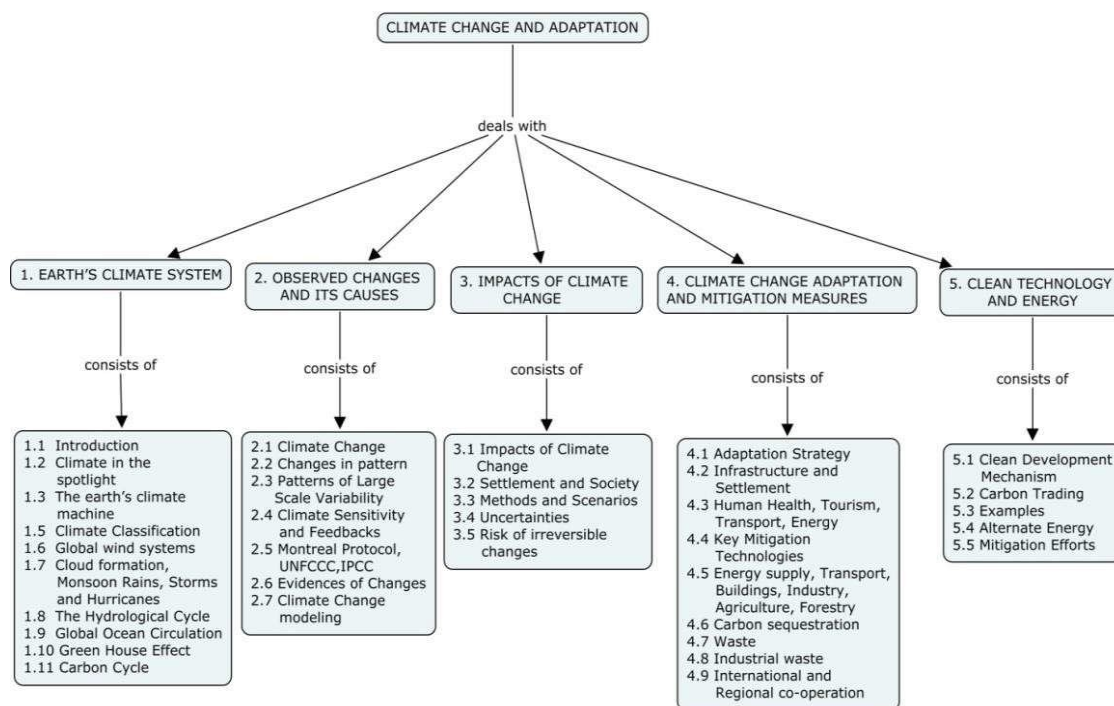 CLIMATE CHANGE AND ADAPTATION
deals with
1. EARTH'S CLIMATE SYSTEM
2. OBSERVED CHANGES
AND ITS CAUSES
3. IMPACTS OF CLIMATE
CHANGE
4. CLIMATE CHANGE ADAPTATION
AND MITIGATION MEASURES
5. CLEAN TECHNOLOGY
AND ENERGY
consists of
consists of
consists of
consists of
consists of
1.1 Introduction
1.2 Climate in the
spotlight
1.3 The earth's climate
machine
1.5 Climate Classification
1.6 Global wind systems
1.7 Cloud formation,
Monsoon Rains, Storms
and Hurricanes
1.8 The Hydrological Cycle
1.9 Global Ocean Circulation
1.10 Green House Effect
1.11 Carbon Cycle
2.1 Climate Change
2.2 Changes in pattern
2.3 Patterns of Large
Scale Variability
2.4 Climate Sensitivity
and Feedbacks
2.5 Montreal Protocol,
UNFCCC,IPCC
2.6 Evidences of Changes
2.7 Climate Change
modeling
3.1 Impacts of Climate
Change
3.2 Settlement and Society
3.3 Methods and Scenarios
3.4 Uncertainties
3.5 Risk of irreversible
changes
4.1 Adaptation Strategy
4.2 Infrastructure and
Settlement
4.3 Human Health, Tourism,
Transport, Energy
4.4 Key Mitigation
Technologies
4.5 Energy supply, Transport,
Buildings, Industry,
Agriculture, Forestry
4.6 Carbon sequestration
4.7 Waste
4.8 Industrial waste
4.9 International and
Regional co-operation
5.1 Clean Development
Mechanism
5.2 Carbon Trading
5.3 Examples
5.4 Alternate Energy
5.5 Mitigation Efforts